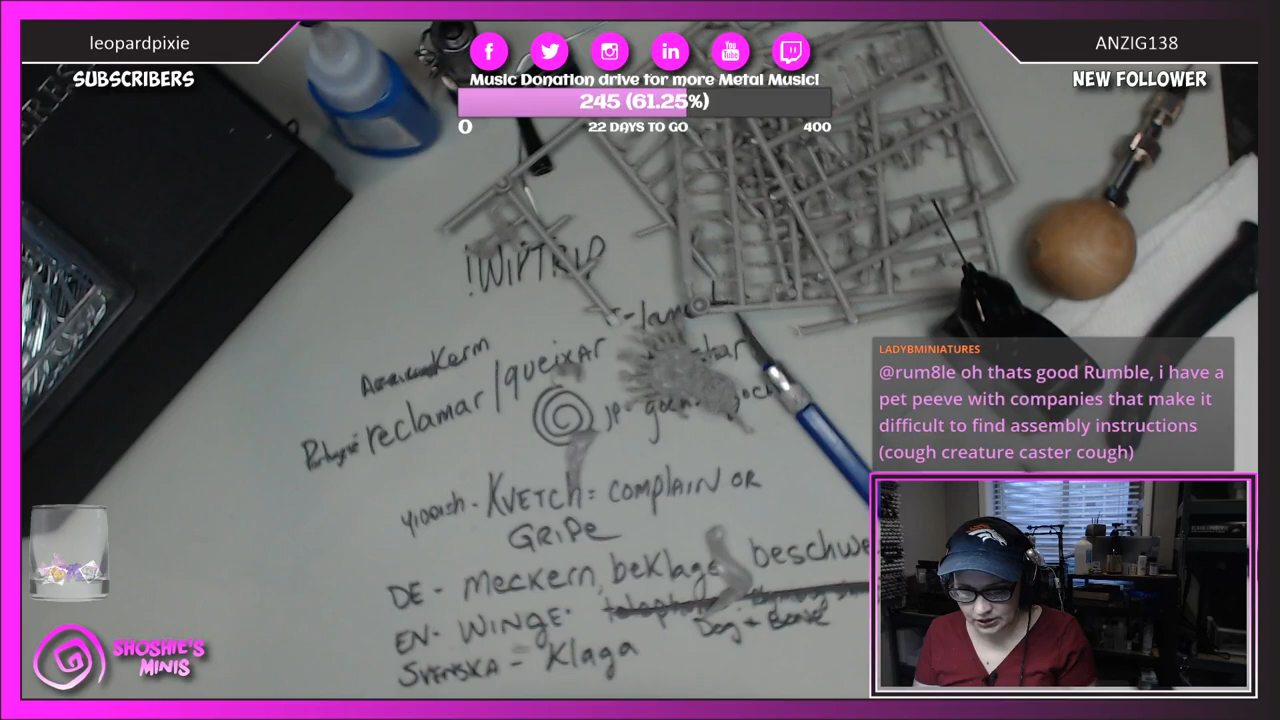 leopardpixie
SUBSCRIBERS
ANZIG138
NEW FOLLOWER
Music Donation drive for more Metal Music!
245 (61.25%)
0
22 DAYS TO GO
400
!WIPTRIP
Kerm
Portugese reclamar/queixar
Yiddish - KVETCH = COMPLAIN OR
GRIPE
DE - Meckern, beklage beschwe
EN - WINGE
Dog + Bone
SVENSKA - Klaga
LADYBMINIATURES
@rum8le oh thats good Rumble, i have a
pet peeve with companies that make it
difficult to find assembly instructions
(cough creature caster cough)
SHOSHIE'S
MINIS